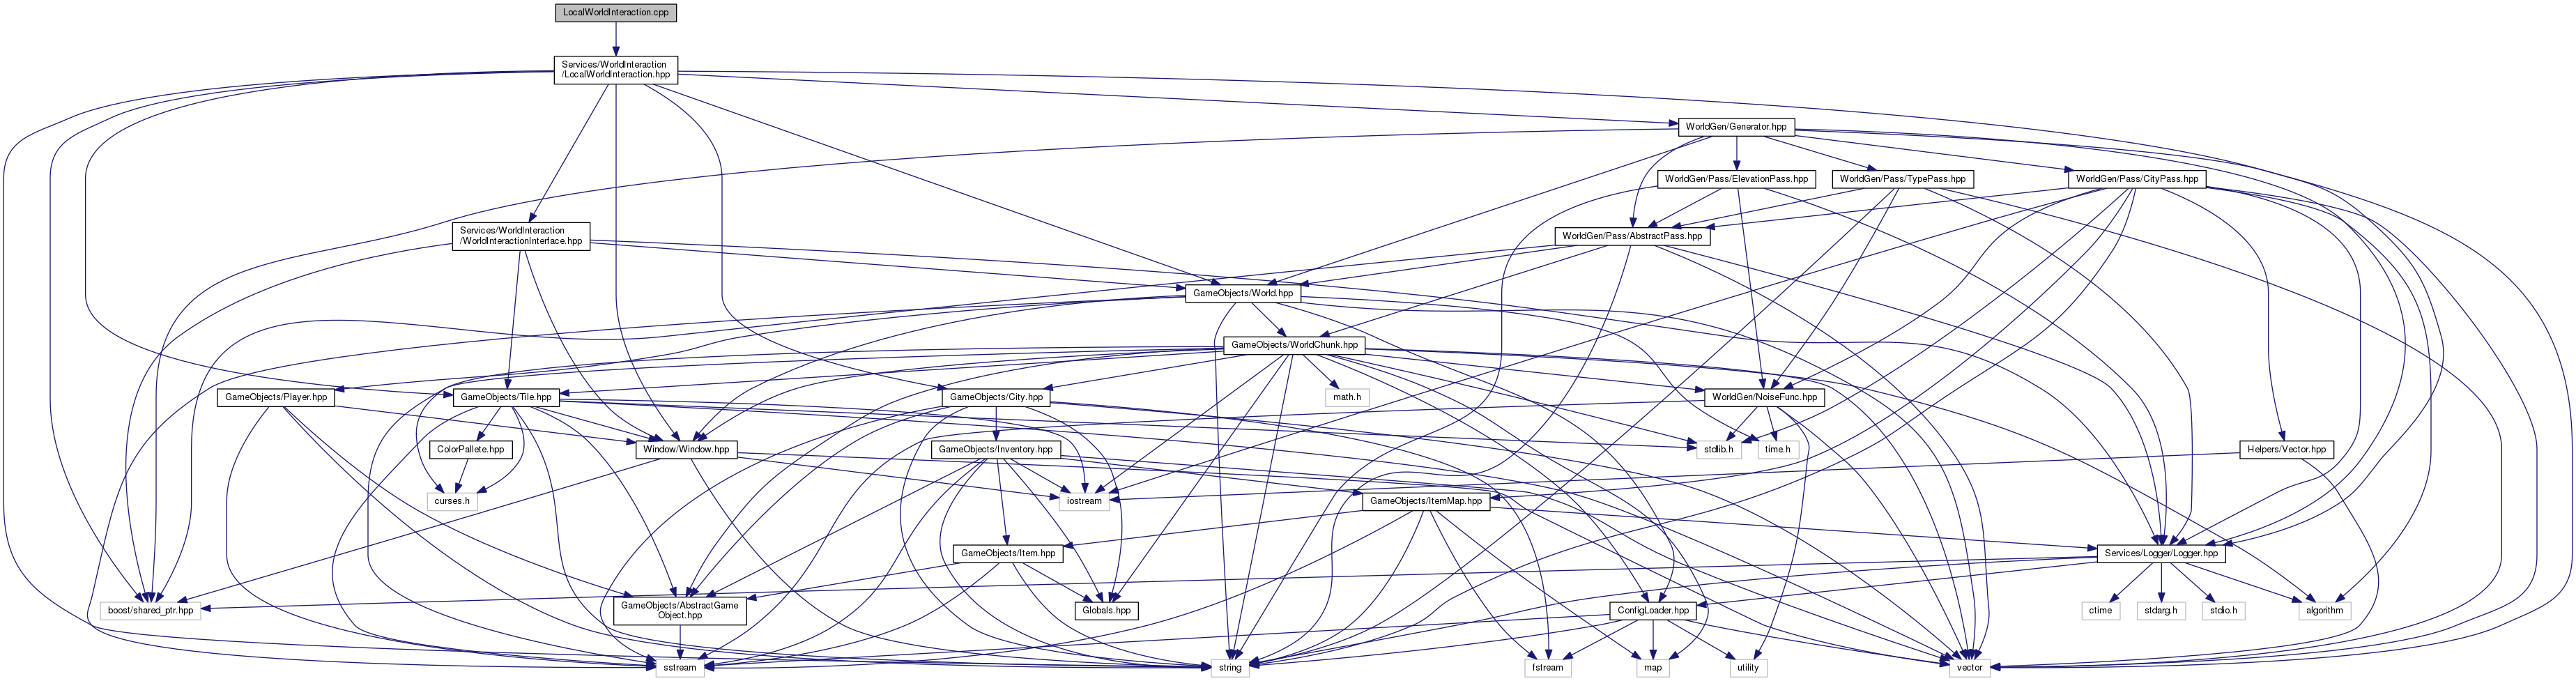 LocalWorldInteraction.cpp
Services/WorldInteraction
/LocalWorldInteraction.hpp
WorldGen/Generator.hpp
WorldGen/Pass/ElevationPass.hpp
WorldGen/Pass/TypePass.hpp
WorldGen/Pass/CityPass.hpp
Services/WorldInteraction
/WorldInteractionInterface.hpp
WorldGen/Pass/AbstractPass.hpp
GameObjects/World.hpp
GameObjects/WorldChunk.hpp
GameObjects/Player.hpp
GameObjects/Tile.hpp
GameObjects/City.hpp
math.h
WorldGen/NoiseFunc.hpp
ColorPallete.hpp
Window/Window.hpp
GameObjects/Inventory.hpp
stdlib.h
time.h
Helpers/Vector.hpp
curses.h
iostream
GameObjects/ItemMap.hpp
GameObjects/Item.hpp
Services/Logger/Logger.hpp
boost/shared_ptr.hpp
GameObjects/AbstractGame
Object.hpp
Globals.hpp
ConfigLoader.hpp
ctime
stdarg.h
stdio.h
algorithm
sstream
string
fstream
map
utility
vector